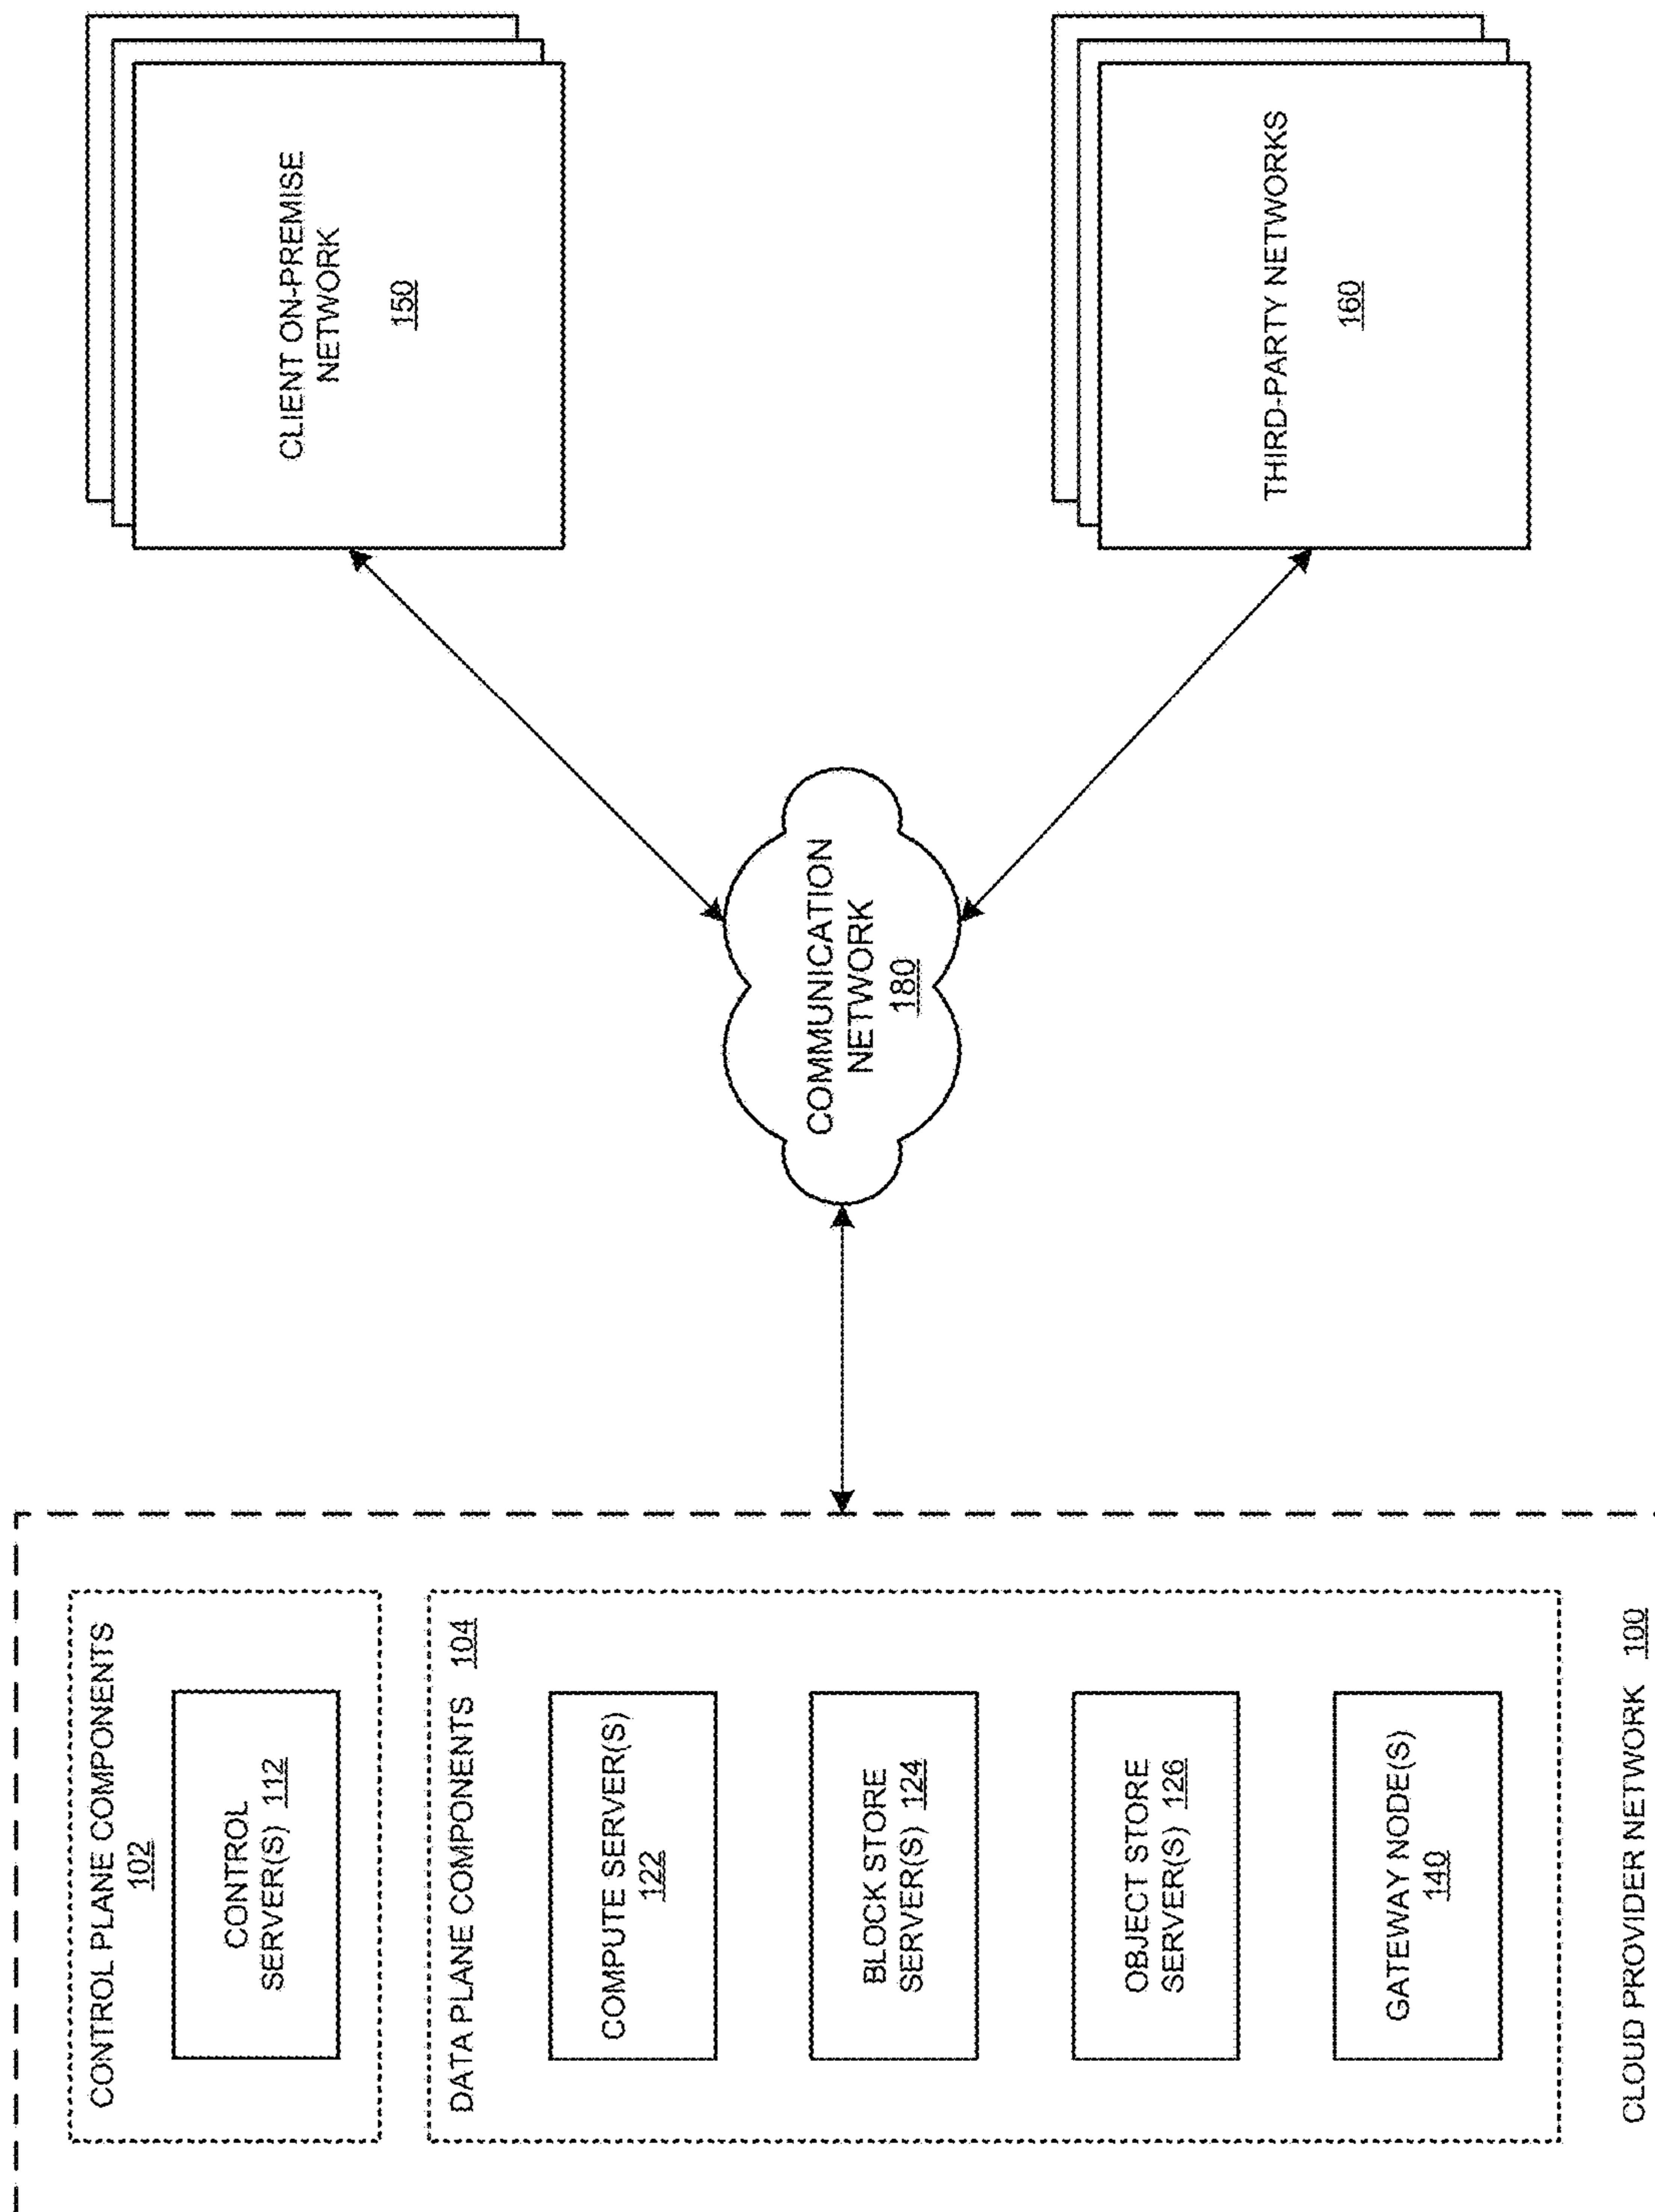 CONTROL PLANE COMPONENTS
102
CONTROL
SERVER(S) 112
DATA PLANE COMPONENTS 104
COMPUTE SERVER(S)
122
BLOCK STORE
SERVER(S) 124
OBJECT STORE
SERVER(S) 126
GATEWAY NODE(S)
140
CLOUD PROVIDER NETWORK 100
COMMUNICATION
NETWORK
180
CLIENT ON-PREMISE
NETWORK
150
THIRD-PARTY NETWORKS
160